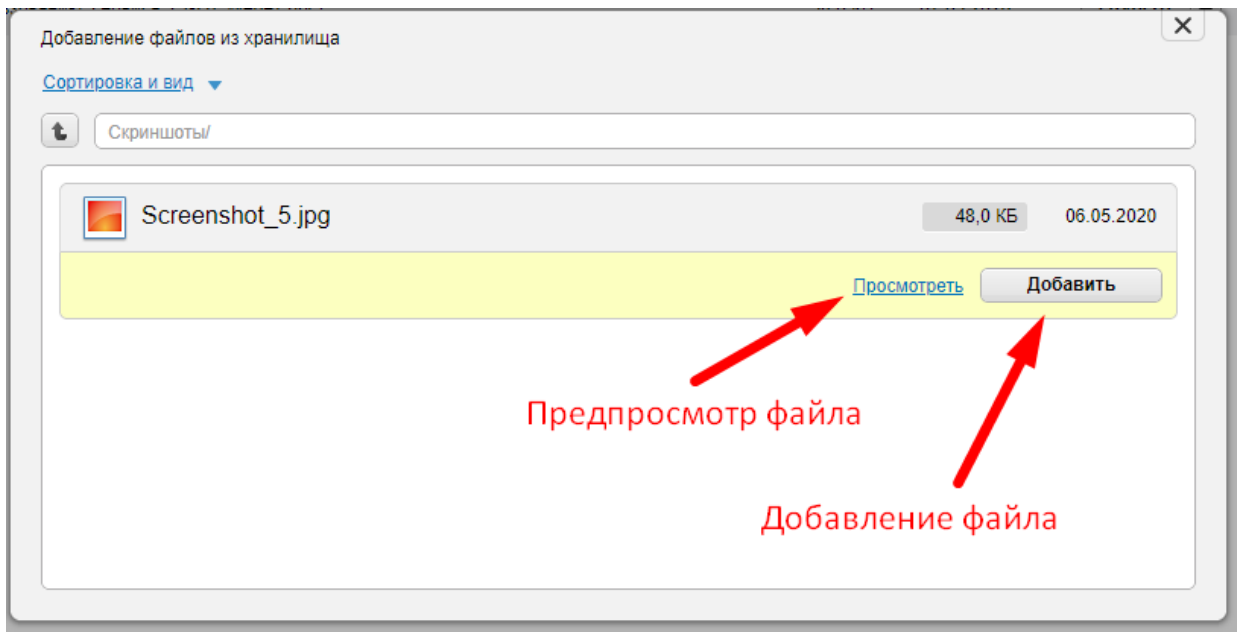 Добавление файлов из хранилища
Сортировка и вид
Скриншоты/
Screenshot_5.jpg 48,0 КБ 06.05.2020
Просмотреть Добавить
Предпросмотр файла
Добавление файла